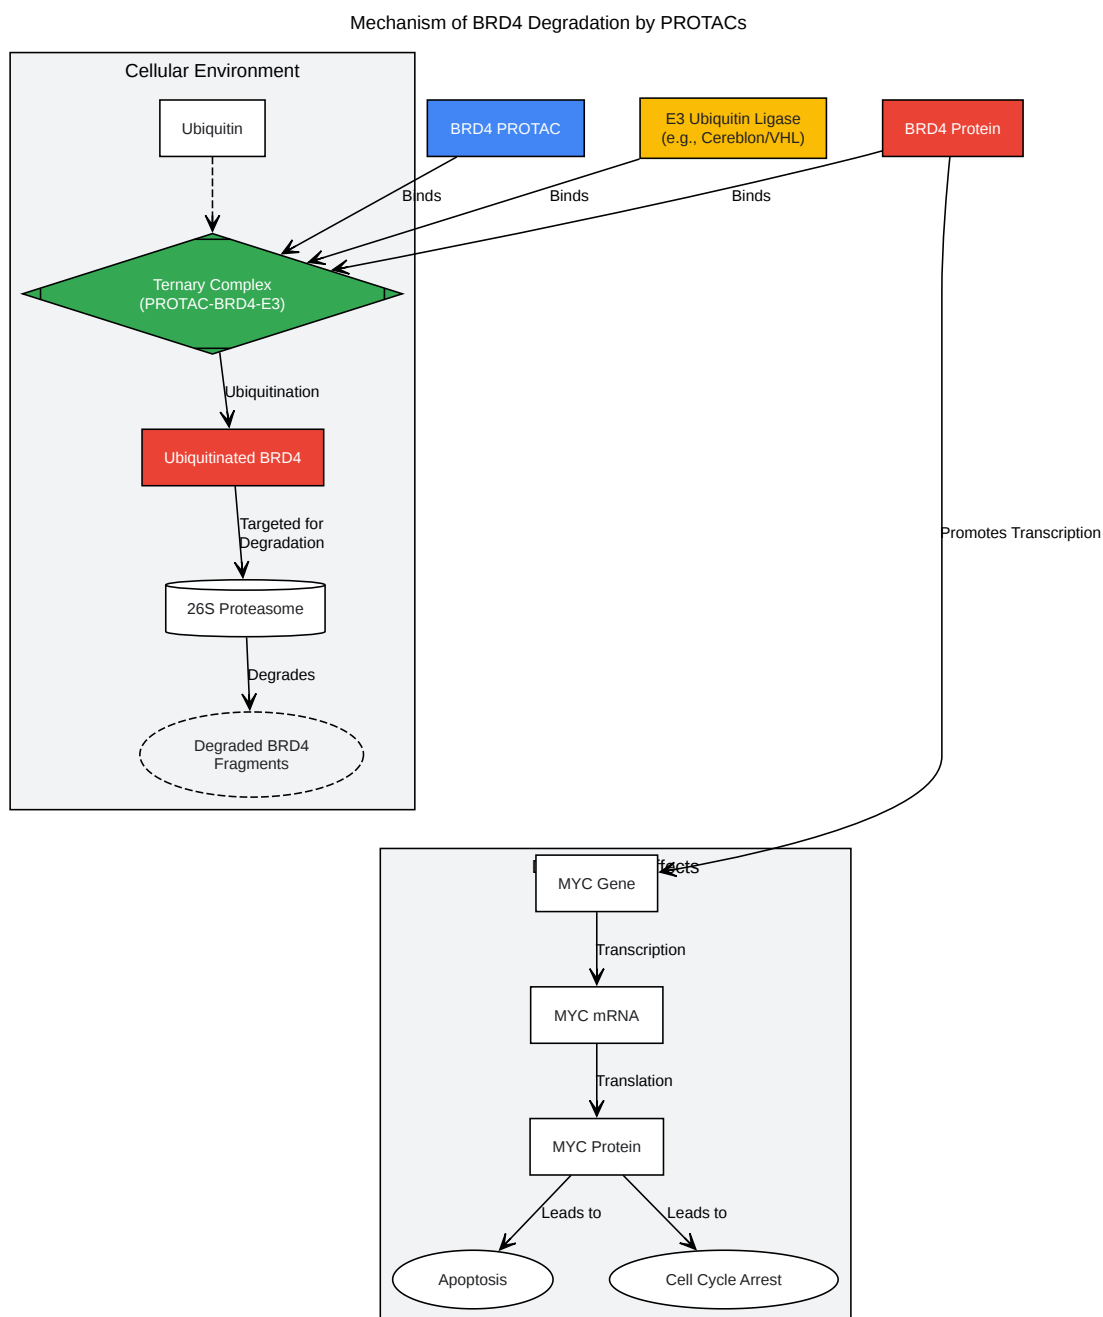 Mechanism of BRD4 Degradation by PROTACs
Cellular Environment
Ubiquitin
BRD4 PROTAC
E3 Ubiquitin Ligase
(e.g., Cereblon/VHL)
BRD4 Protein
Binds
Binds
Binds
Ternary Complex
(PROTAC-BRD4-E3)
Ubiquitination
Ubiquitinated BRD4
Targeted for
Degradation
Promotes Transcription
26S Proteasome
Degrades
Degraded BRD4
Fragments
MYC Gene
Transcription
MYC mRNA
Translation
MYC Protein
Leads to
Leads to
Apoptosis
Cell Cycle Arrest